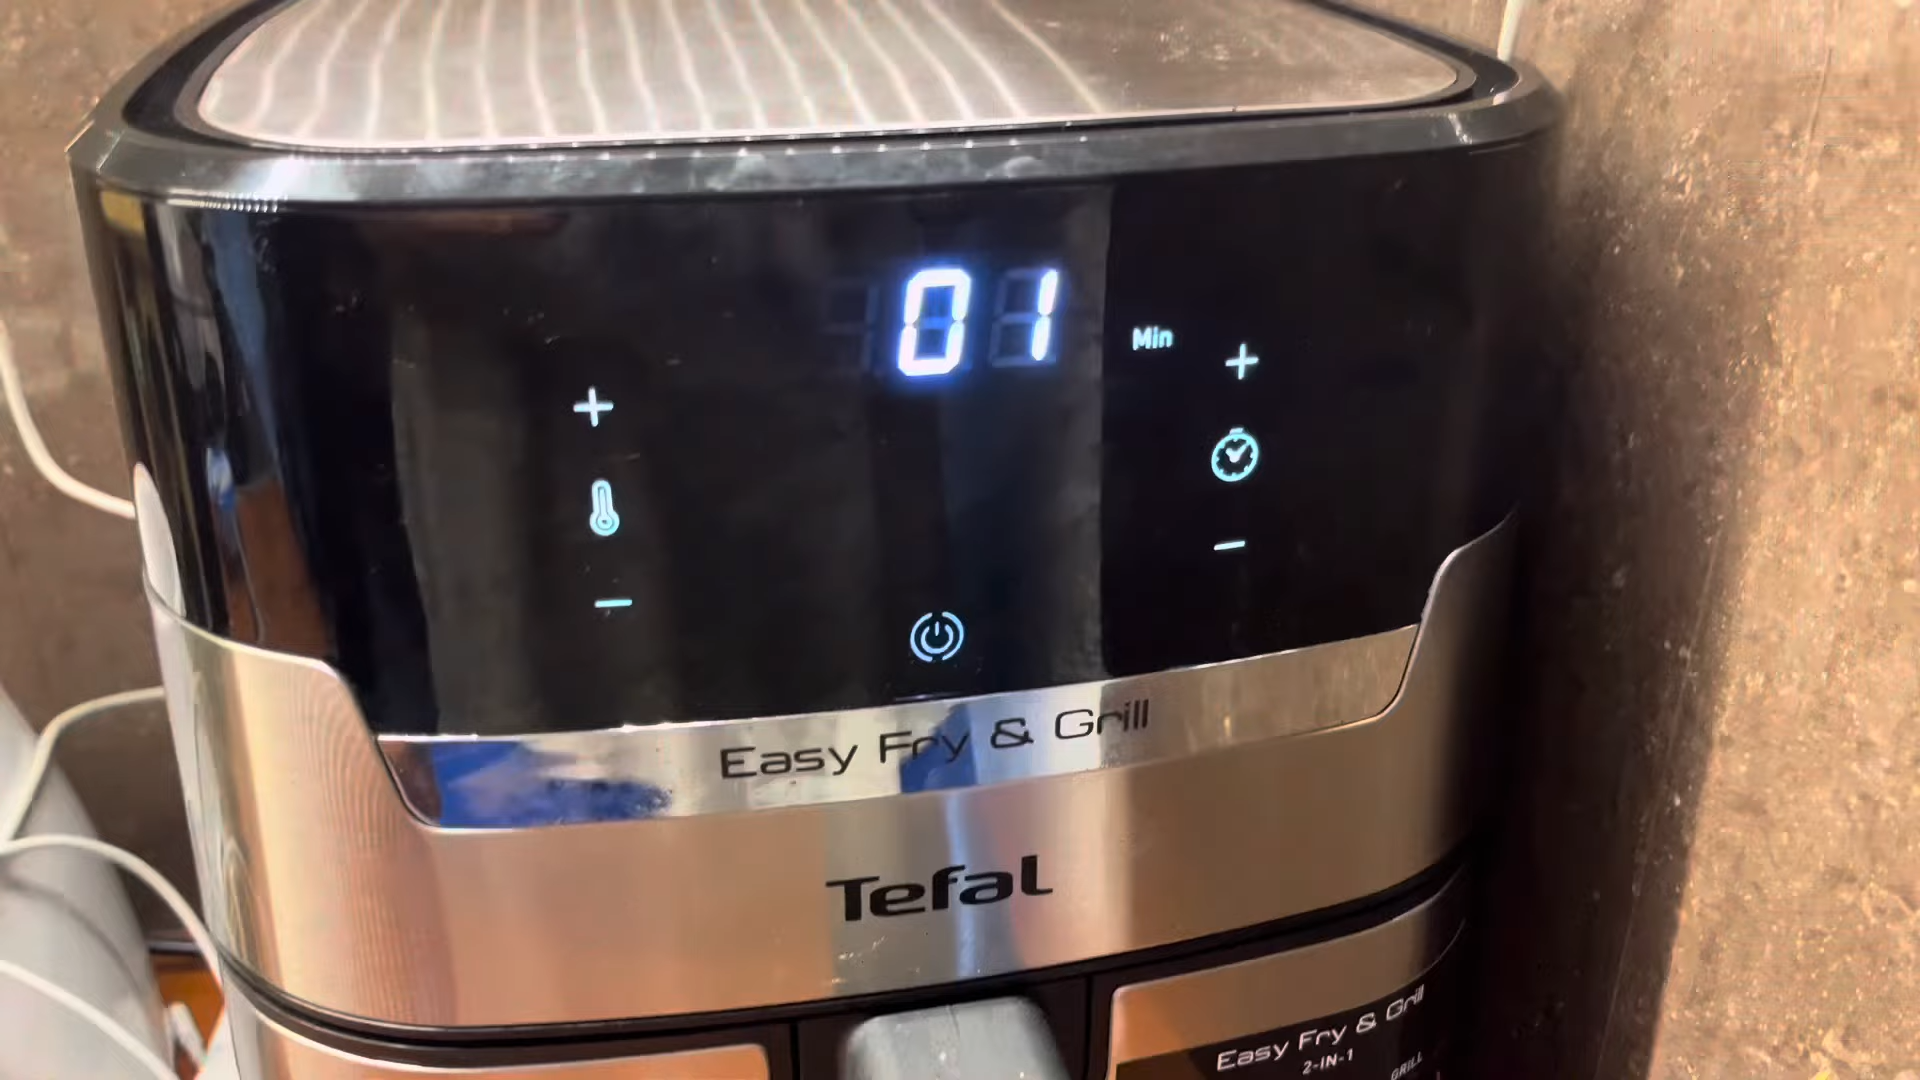 01
Min
Easy Fry & Grill
Tefal
Easy Fry & Grill
2-IN-1
GRILL